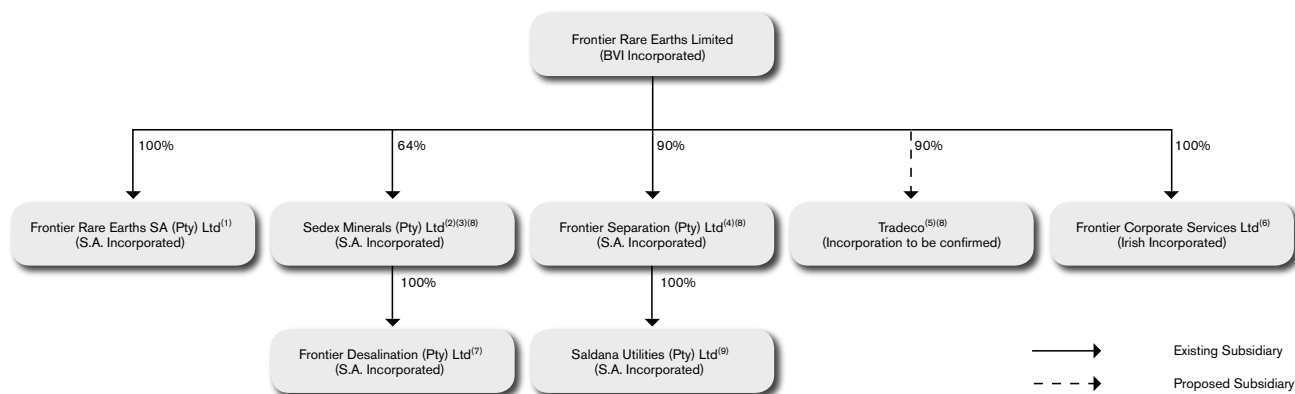 Frontier Rare Earths Limited
(BVI Incorporated)
100%
64%
90%
90%
100%
Frontier Rare Earths SA (Pty) Ltd(1)
(S.A. Incorporated)
Sedex Minerals (Pty) Ltd(2)(3)(8)
(S.A. Incorporated)
Frontier Separation (Pty) Ltd(4)(8)
(S.A. Incorporated)
Tradeco(5)(8)
(Incorporation to be confirmed)
Frontier Corporate Services Ltd(6)
(Irish Incorporated)
100%
100%
Frontier Desalination (Pty) Ltd(7)
(S.A. Incorporated)
Saldana Utilities (Pty) Ltd(9)
(S.A. Incorporated)
Existing Subsidiary
Proposed Subsidiary